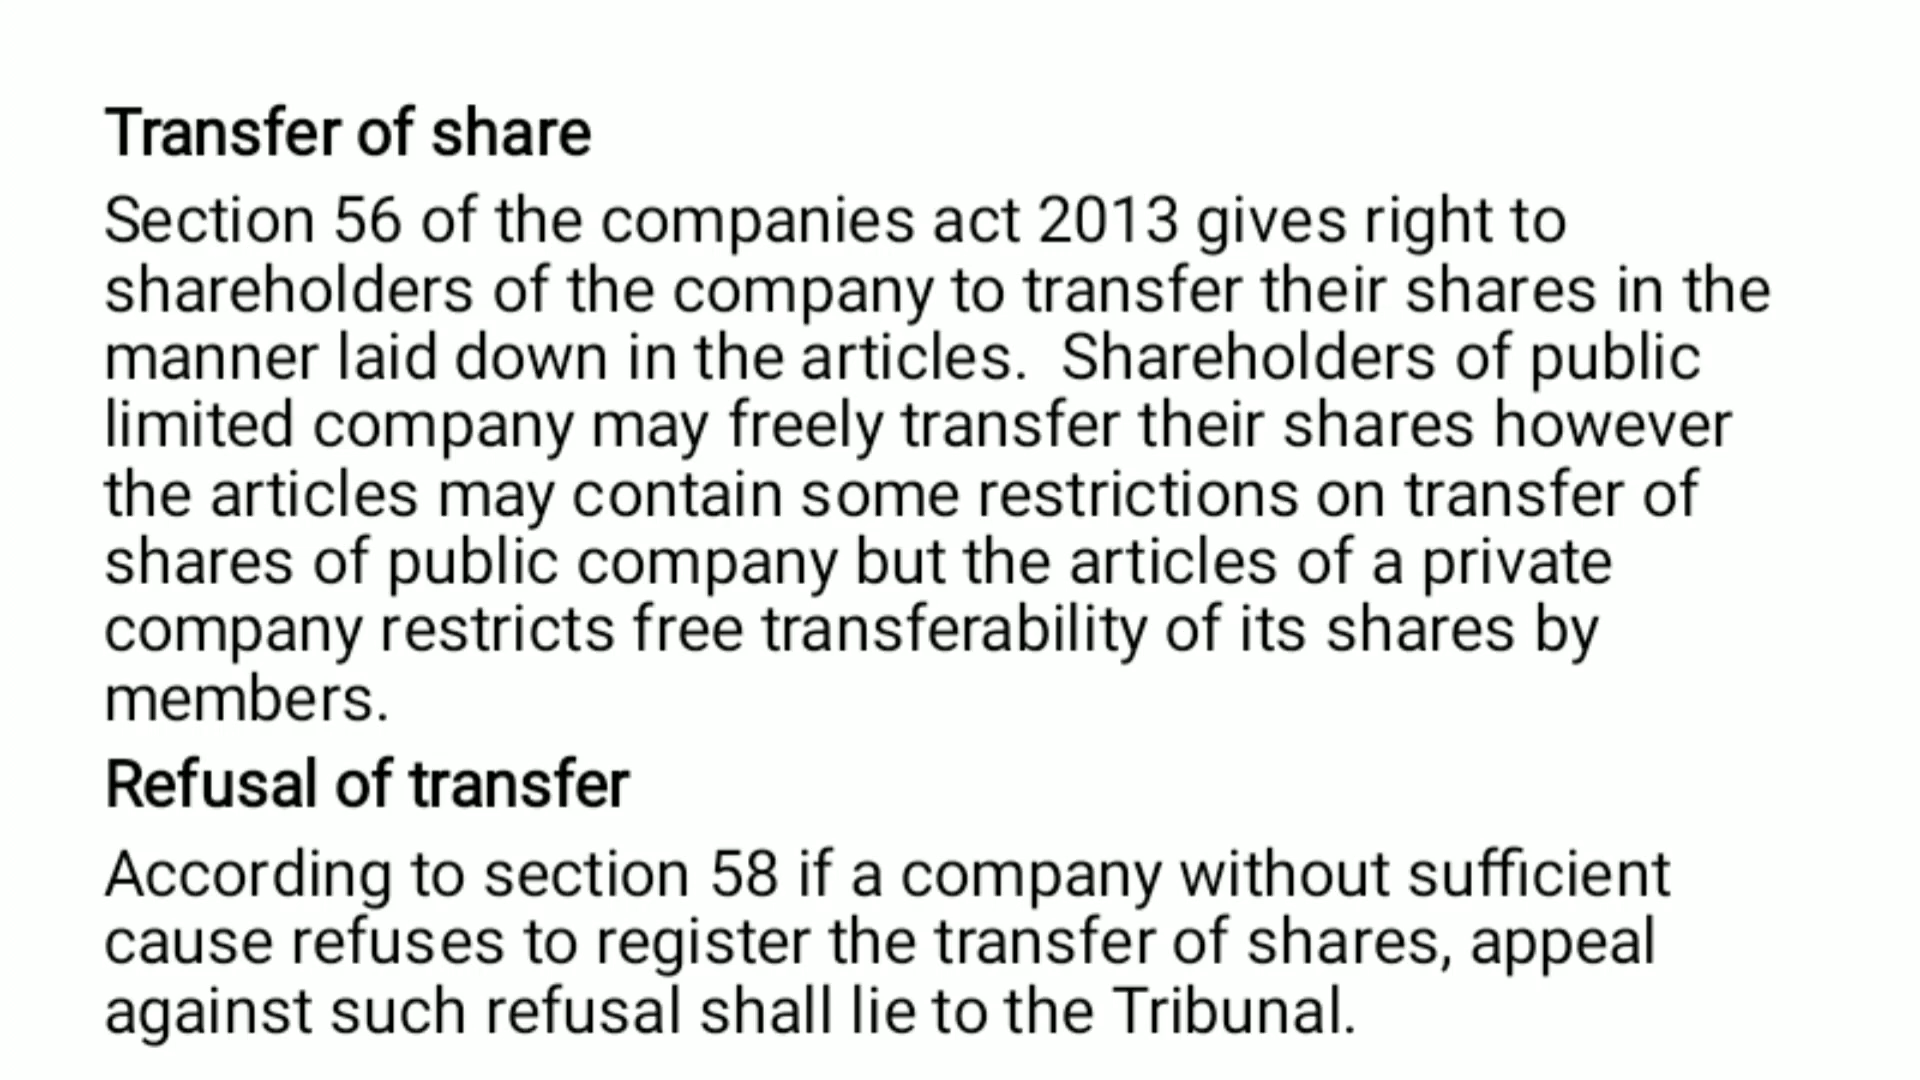 Transfer of share
Section 56 of the companies act 2013 gives right to
shareholders of the company to transfer their shares in the
manner laid down in the articles.  Shareholders of public
limited company may freely transfer their shares however
the articles may contain some restrictions on transfer of
shares of public company but the articles of a private
company restricts free transferability of its shares by
members.
Refusal of transfer
According to section 58 if a company without sufficient
cause refuses to register the transfer of shares, appeal
against such refusal shall lie to the Tribunal.